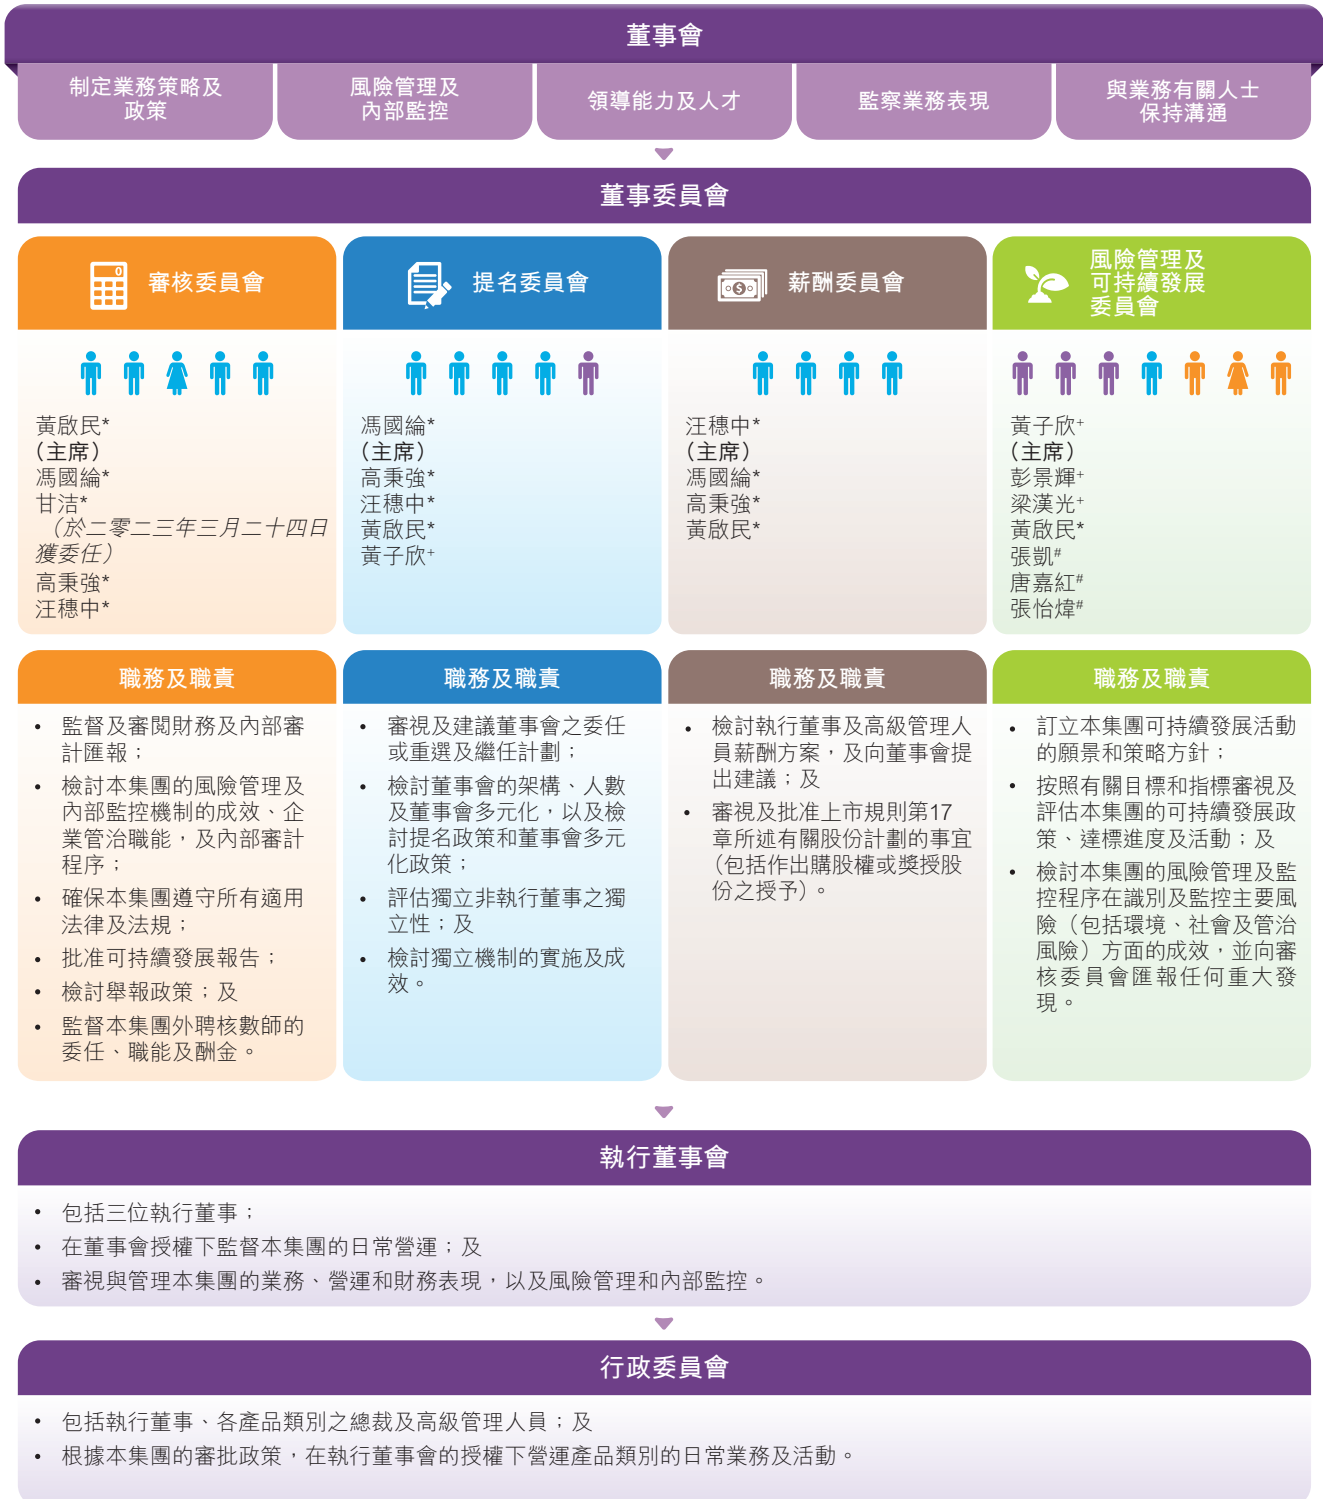 董事會
制定業務策略及
政策
風險管理及
內部監控
領導能力及人才
監察業務表現
與業務有關人士
保持溝通
董事委員會
審核委員會
黃啟民*
（主席）
馮國綸*
甘洁*
（於二零二三年三月二十四日
獲委任）
高秉強*
汪穗中*
提名委員會
馮國綸*
（主席）
高秉強*
汪穗中*
黃啟民*
黃子欣+
薪酬委員會
汪穗中*
（主席）
馮國綸*
高秉強*
黃啟民*
風險管理及
可持續發展
委員會
黃子欣+
（主席）
彭景輝+
梁漢光+
黃啟民*
張凱#
唐嘉紅#
張怡煒#
職務及職責
• 監督及審閱財務及內部審
計匯報；
• 檢討本集團的風險管理及
內部監控機制的成效、企
業管治職能，及內部審計
程序；
• 確保本集團遵守所有適用
法律及法規；
• 批准可持續發展報告；
• 檢討舉報政策；及
• 監督本集團外聘核數師的
委任、職能及酬金。
職務及職責
• 審視及建議董事會之委任
或重選及繼任計劃；
• 檢討董事會的架構、人數
及董事會多元化，以及檢
討提名政策和董事會多元
化政策；
• 評估獨立非執行董事之獨
立性；及
• 檢討獨立機制的實施及成
效。
職務及職責
• 檢討執行董事及高級管理人
員薪酬方案，及向董事會提
出建議；及
• 審視及批准上市規則第17
章所述有關股份計劃的事宜
（包括作出購股權或獎授股
份之授予）。
職務及職責
• 訂立本集團可持續發展活動
的願景和策略方針；
• 按照有關目標和指標審視及
評估本集團的可持續發展政
策、達標進度及活動；及
• 檢討本集團的風險管理及監
控程序在識別及監控主要風
險（包括環境、社會及管治
風險）方面的成效，並向審
核委員會匯報任何重大發
現。
執行董事會
• 包括三位執行董事；
• 在董事會授權下監督本集團的日常營運；及
• 審視與管理本集團的業務、營運和財務表現，以及風險管理和內部監控。
行政委員會
• 包括執行董事、各產品類別之總裁及高級管理人員；及
• 根據本集團的審批政策，在執行董事會的授權下營運產品類別的日常業務及活動。